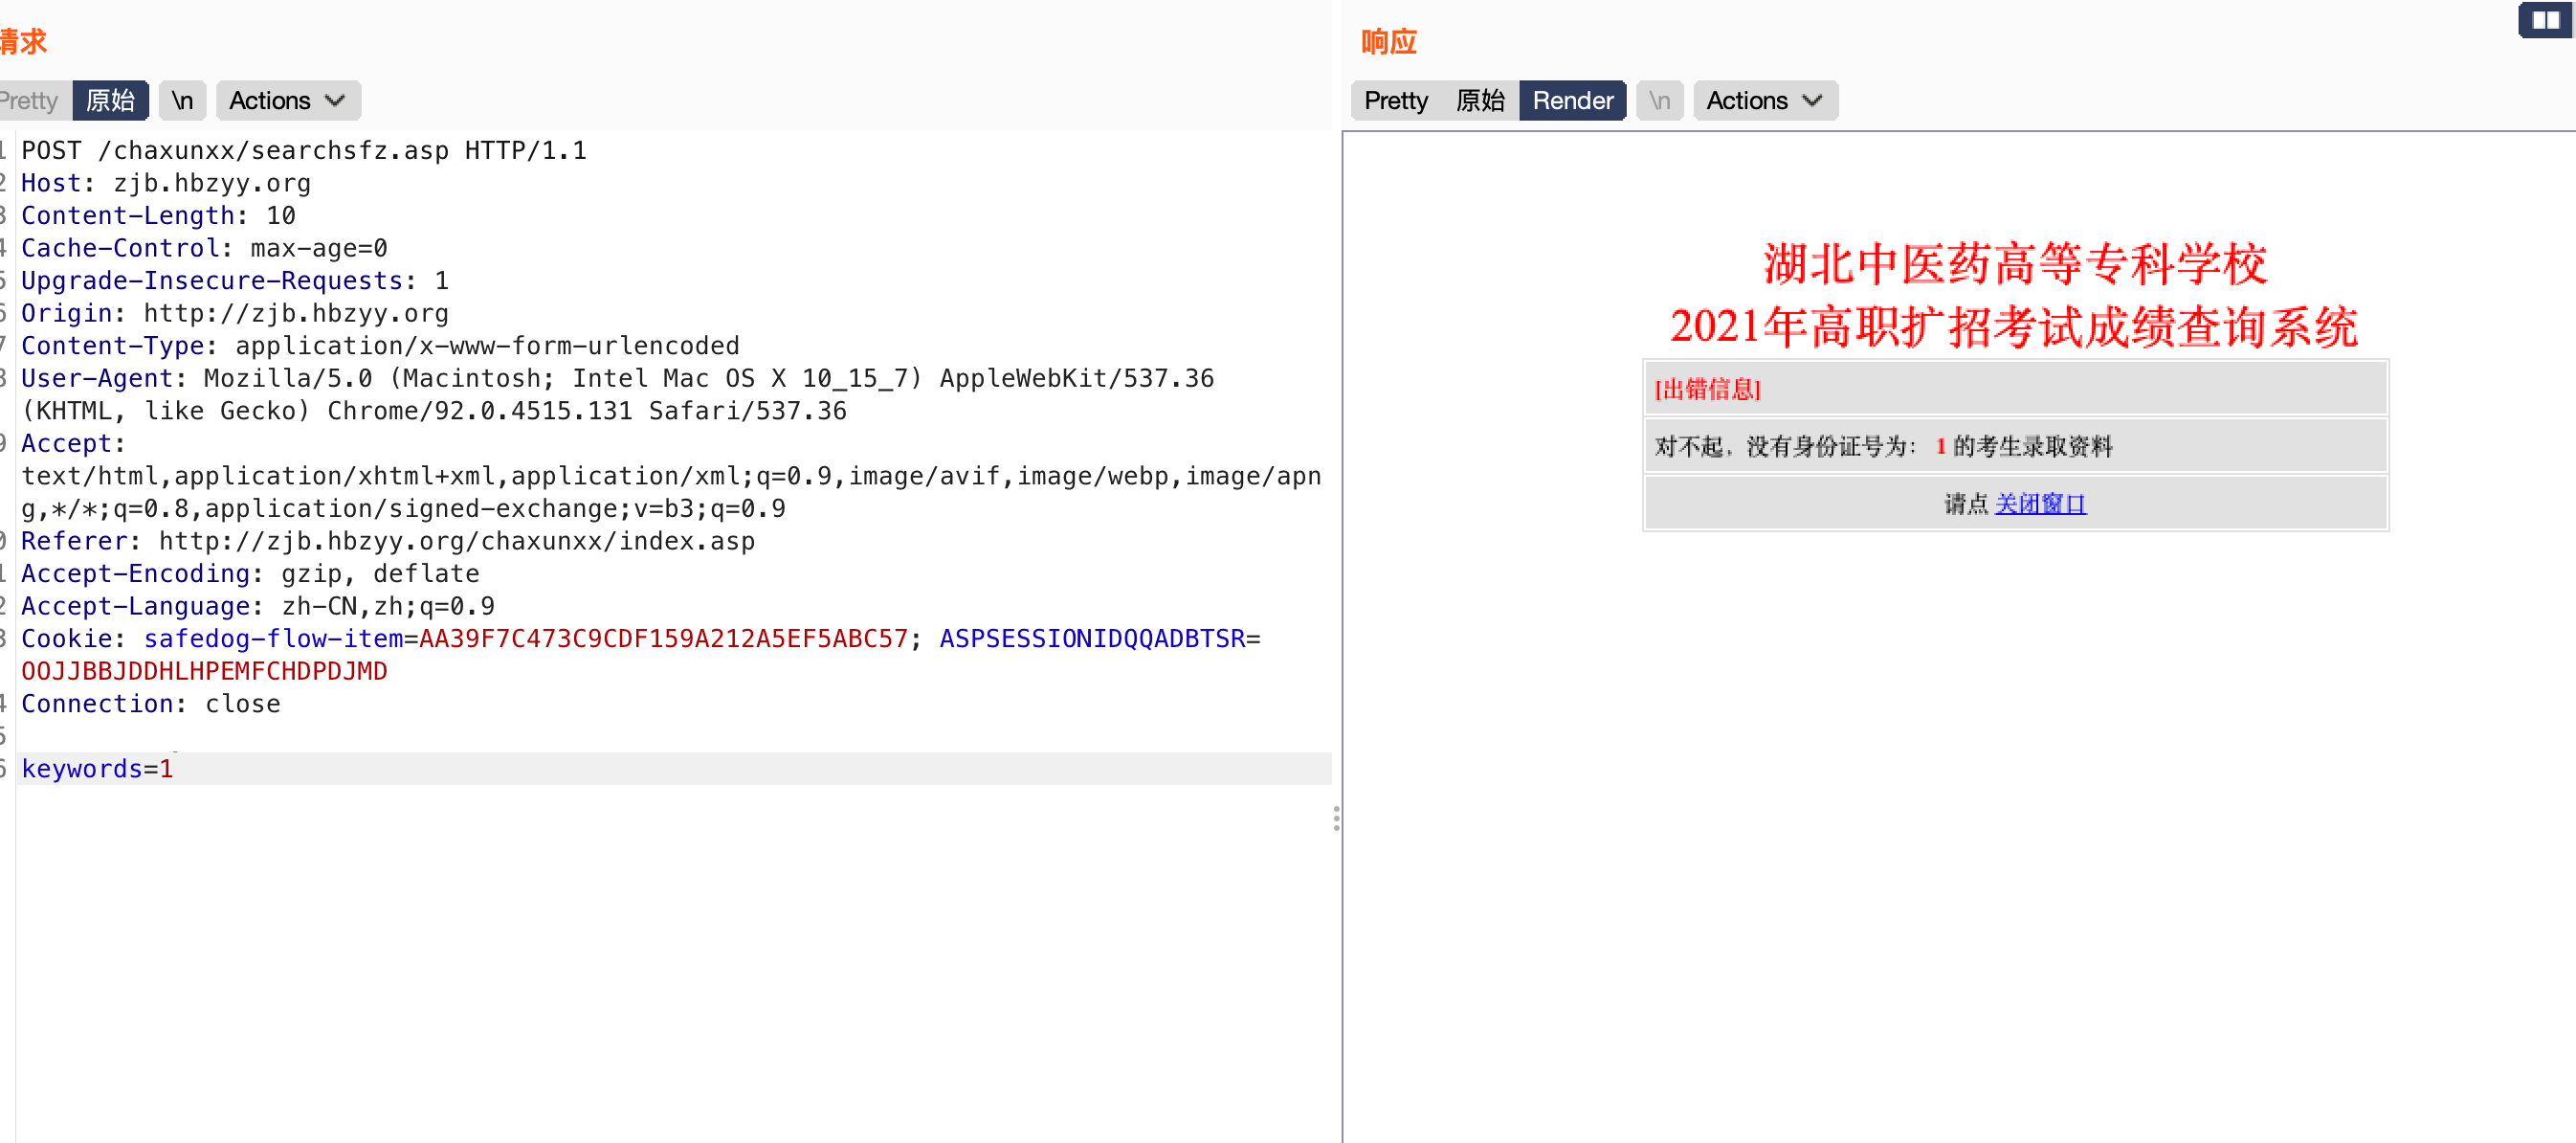 请求
Pretty 原始 \n Actions
1 POST /chaxunxx/searchsfz.asp HTTP/1.1
2 Host: zjb.hbzyy.org
3 Content-Length: 10
4 Cache-Control: max-age=0
5 Upgrade-Insecure-Requests: 1
6 Origin: http://zjb.hbzyy.org
7 Content-Type: application/x-www-form-urlencoded
8 User-Agent: Mozilla/5.0 (Macintosh; Intel Mac OS X 10_15_7) AppleWebKit/537.36
(KHTML, like Gecko) Chrome/92.0.4515.131 Safari/537.36
9 Accept:
text/html,application/xhtml+xml,application/xml;q=0.9,image/avif,image/webp,image/apn
g,*/*;q=0.8,application/signed-exchange;v=b3;q=0.9
0 Referer: http://zjb.hbzyy.org/chaxunxx/index.asp
1 Accept-Encoding: gzip, deflate
2 Accept-Language: zh-CN,zh;q=0.9
3 Cookie: safedog-flow-item=AA39F7C473C9CDF159A212A5EF5ABC57; ASPSESSIONIDQQADBTSR=
OOJJBBJDDHLHPEMFCHDPDJMD
4 Connection: close
5
6 keywords=1
响应
Pretty 原始 Render \n Actions
湖北中医药高等专科学校
2021年高职扩招考试成绩查询系统
[出错信息]
对不起，没有身份证号为： 1 的考生录取资料
请点 关闭窗口